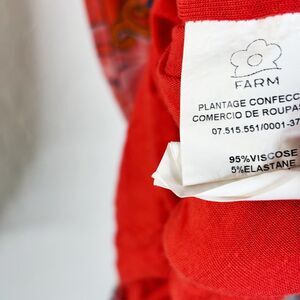 FARM
PLANTAGE CONFECC
COMERCIO DE ROUPAS
07.515.551/0001-37
95%VISCOSE
5%ELASTANE